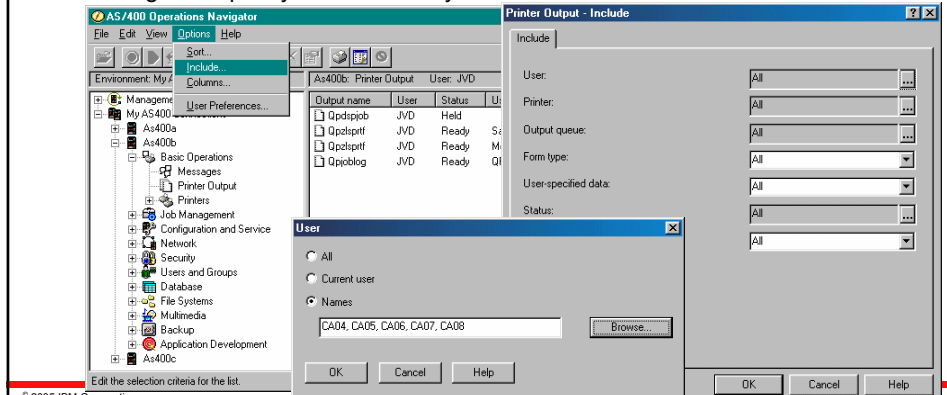 AS/400 Operations Navigator
File Edit View Options Help
Sort...
Include...
Columns...
User Preferences...
Environment: My A
As400b: Printer Output User: JVD
Output name User Status Us
Qpdspjob JVD Held
Qpzlsprtf JVD Ready Sa
Qpzlsprtf JVD Ready M
Qpjoblog JVD Ready QF
Manageme
My AS400 Connections
As400a
As400b
Basic Operations
Messages
Printer Output
Printers
Job Management
Configuration and Service
Network
Security
Users and Groups
Database
File Systems
Multimedia
Backup
Application Development
As400c
Edit the selection criteria for the list.
Printer Output - Include
Include
User: All ...
Printer: All ...
Output queue: All ...
Form type: All
User-specified data: All
Status: All ...
All
OK Cancel Help
User
All
Current user
Names
CA04, CA05, CA06, CA07, CA08
Browse...
OK Cancel Help